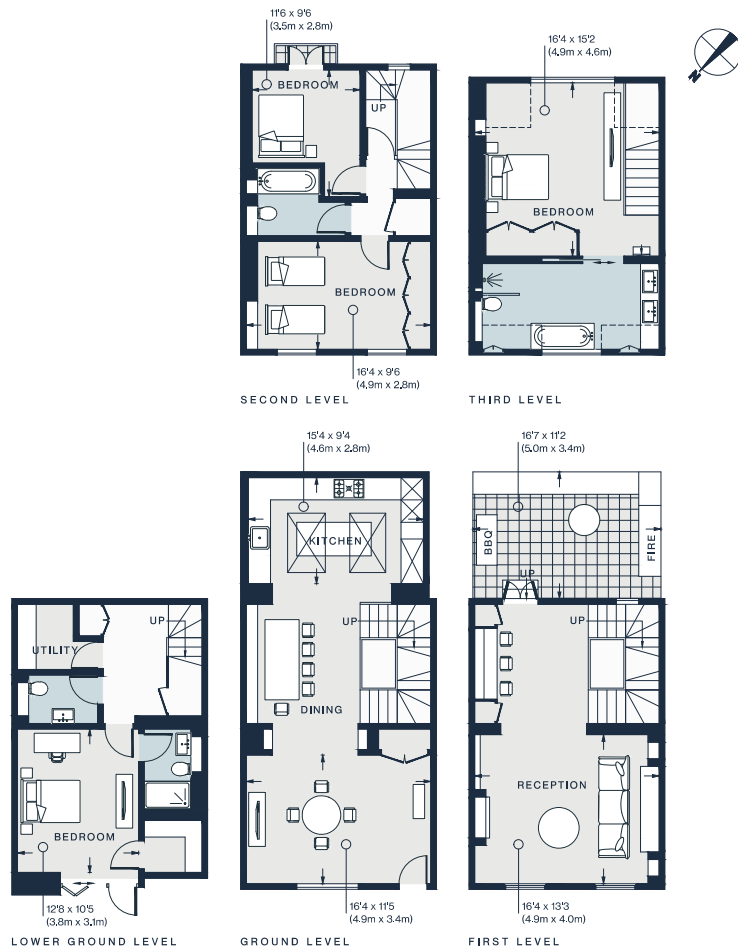 11'6 x 9'6
(3.5m x 2.8m)
BEDROOM
UP
BEDROOM
16'4 x 9'6
(4.9m x 2.8m)
SECOND LEVEL
16'4 x 15'2
(4.9m x 4.6m)
BEDROOM
THIRD LEVEL
N
15'4 x 9'4
(4.6m x 2.8m)
KITCHEN
UP
DINING
16'4 x 11'5
(4.9m x 3.4m)
GROUND LEVEL
16'7 x 11'2
(5.0m x 3.4m)
BBQ
FIRE
UP
UP
RECEPTION
16'4 x 13'3
(4.9m x 4.0m)
FIRST LEVEL
UP
UTILITY
BEDROOM
12'8 x 10'5
(3.8m x 3.1m)
LOWER GROUND LEVEL